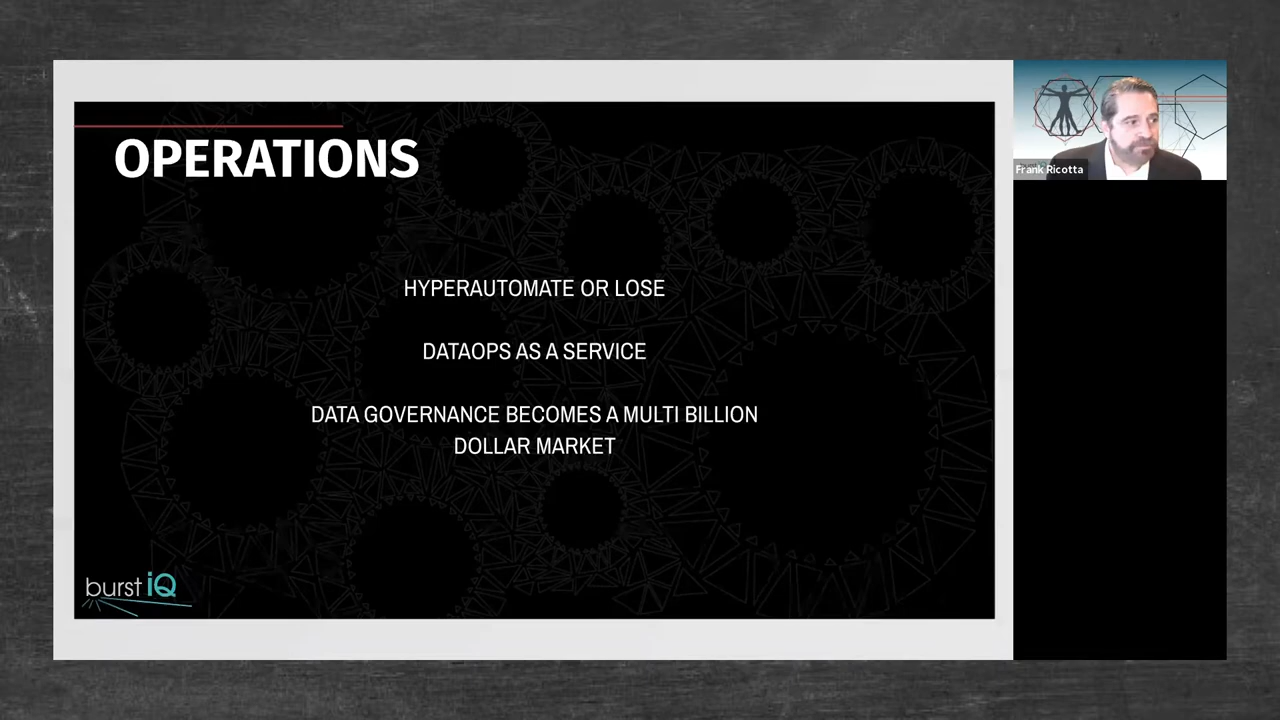 OPERATIONS
HYPERAUTOMATE OR LOSE
DATAOPS AS A SERVICE
DATA GOVERNANCE BECOMES A MULTI BILLION
DOLLAR MARKET
burst iQ
Frank Ricotta